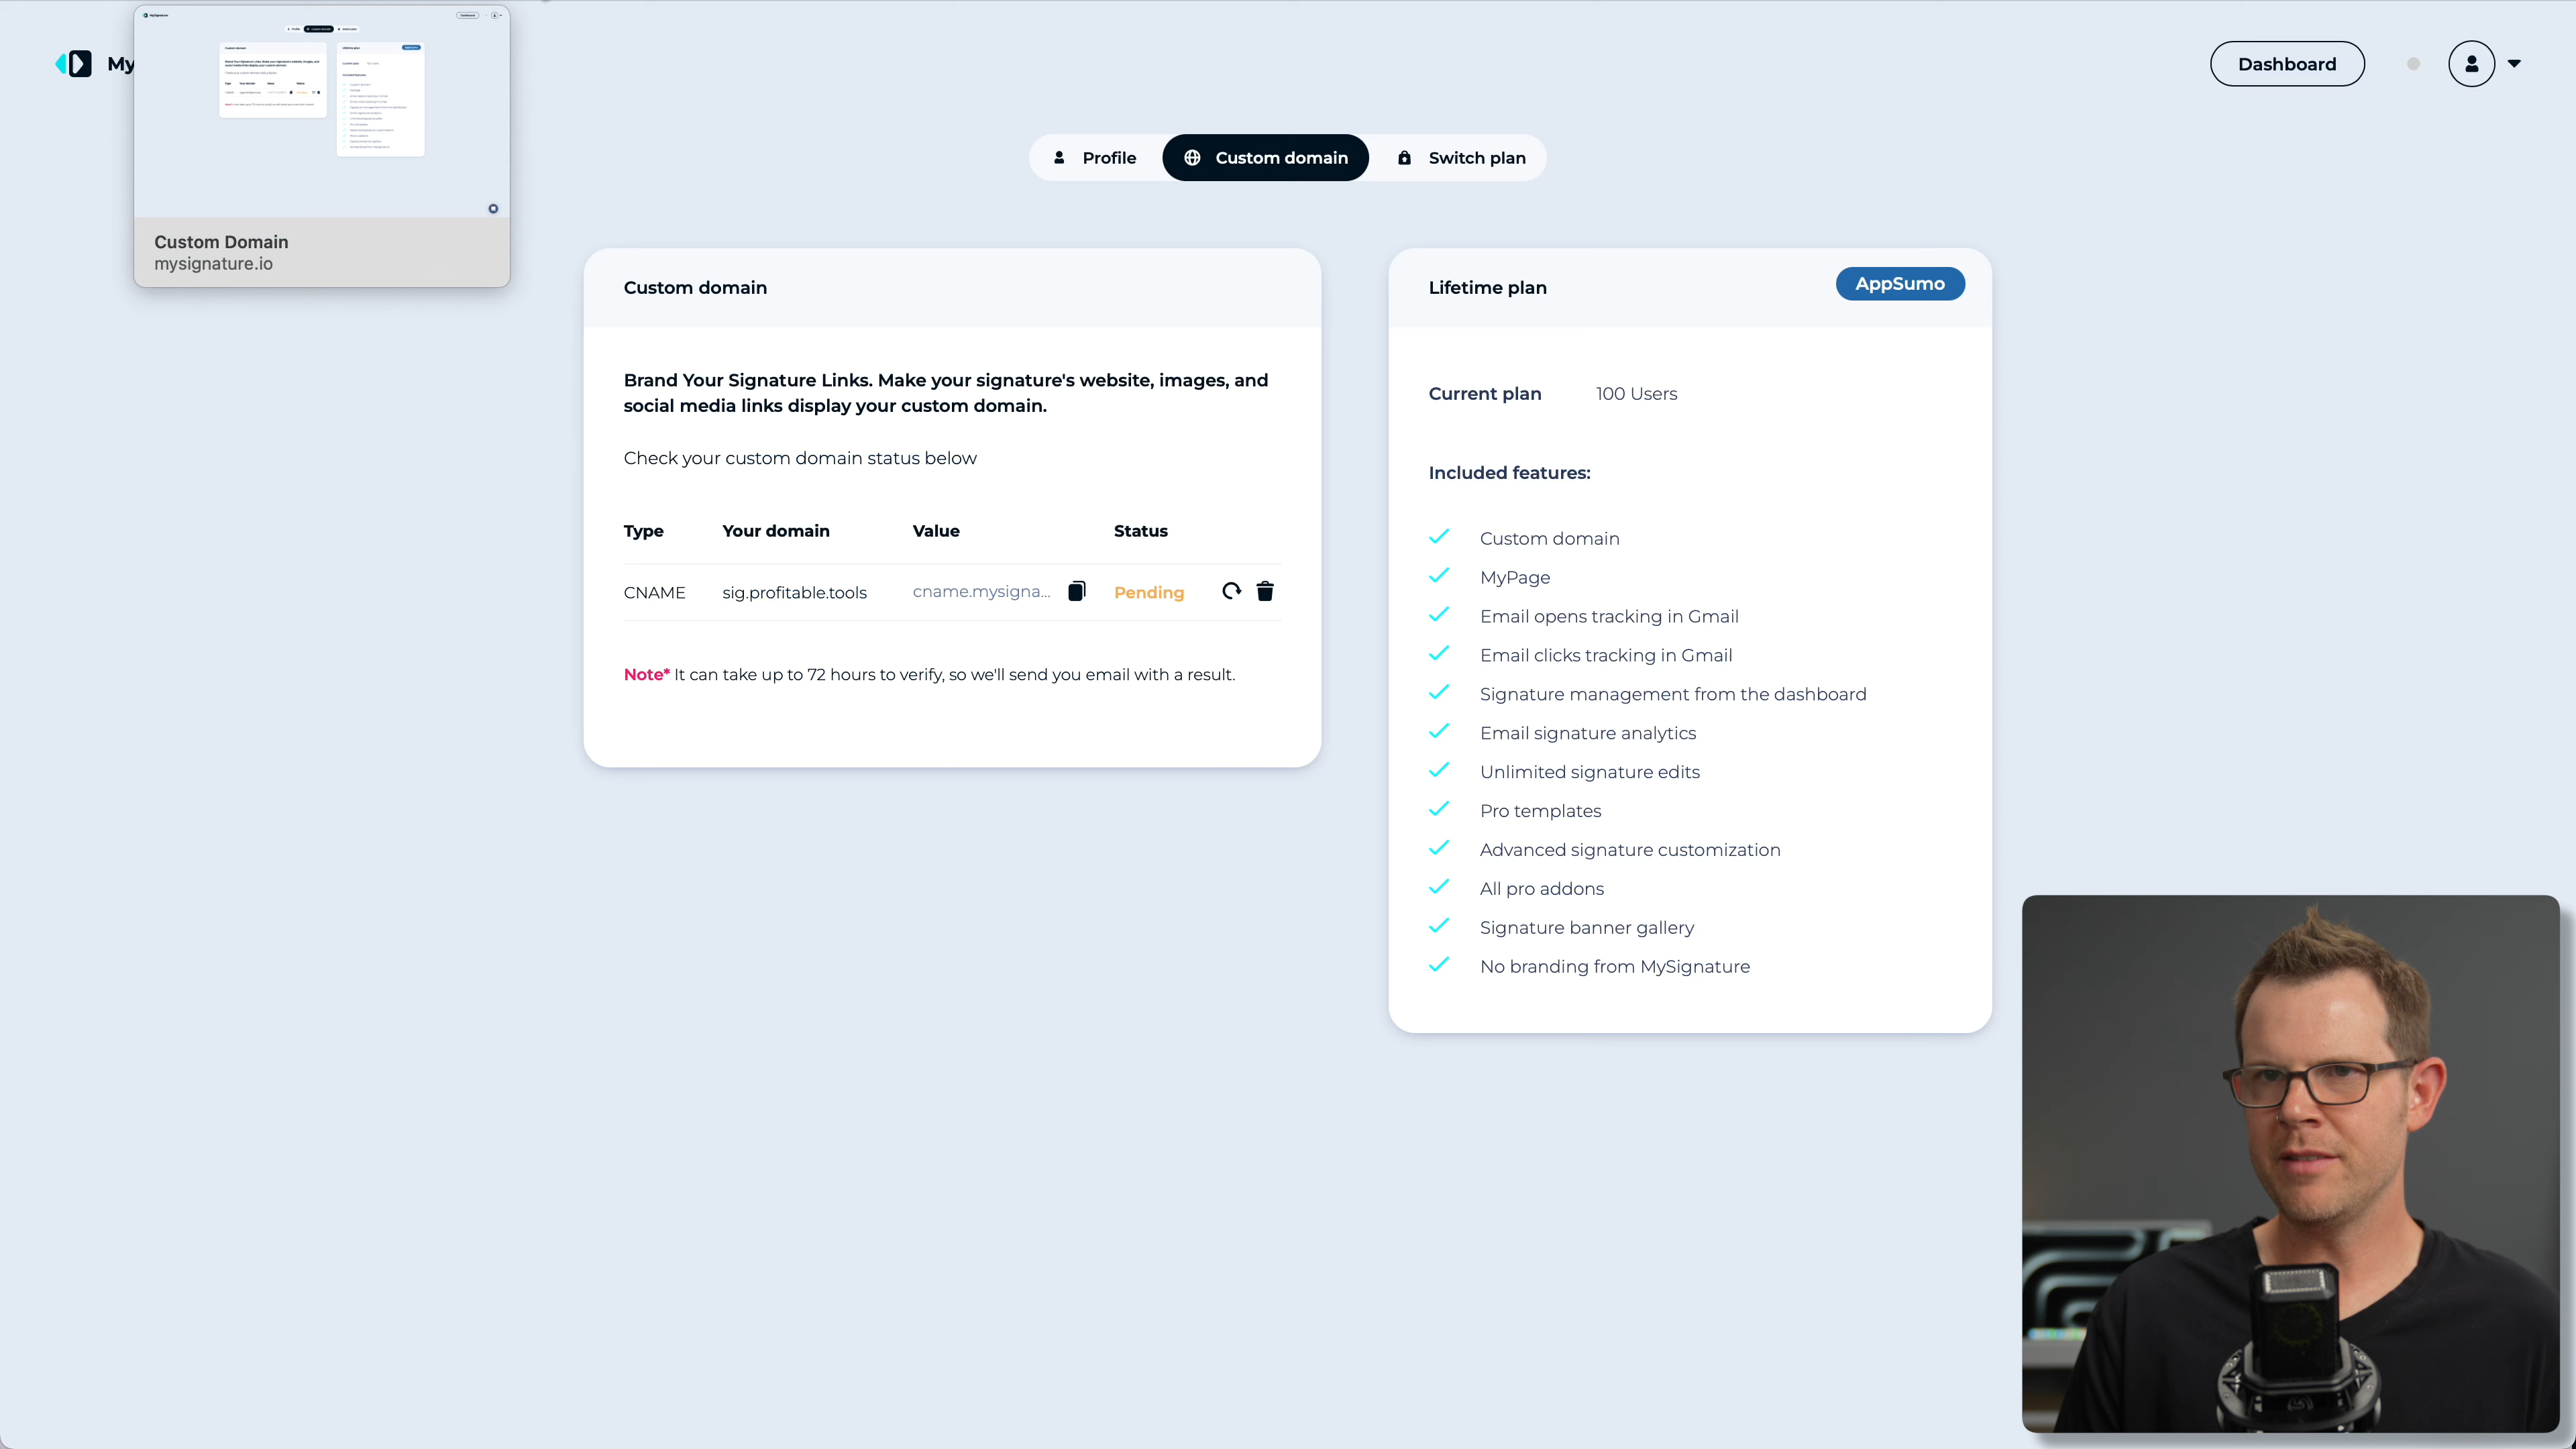 My
Dashboard
Profile
Custom domain
Switch plan
Custom Domain
mysignature.io
Custom domain
Brand Your Signature Links. Make your signature's website, images, and
social media links display your custom domain.
Check your custom domain status below
Type Your domain Value Status
CNAME sig.profitable.tools cname.mysigna... Pending
Note* It can take up to 72 hours to verify, so we'll send you email with a result.
Lifetime plan
AppSumo
Current plan 100 Users
Included features:
Custom domain
MyPage
Email opens tracking in Gmail
Email clicks tracking in Gmail
Signature management from the dashboard
Email signature analytics
Unlimited signature edits
Pro templates
Advanced signature customization
All pro addons
Signature banner gallery
No branding from MySignature